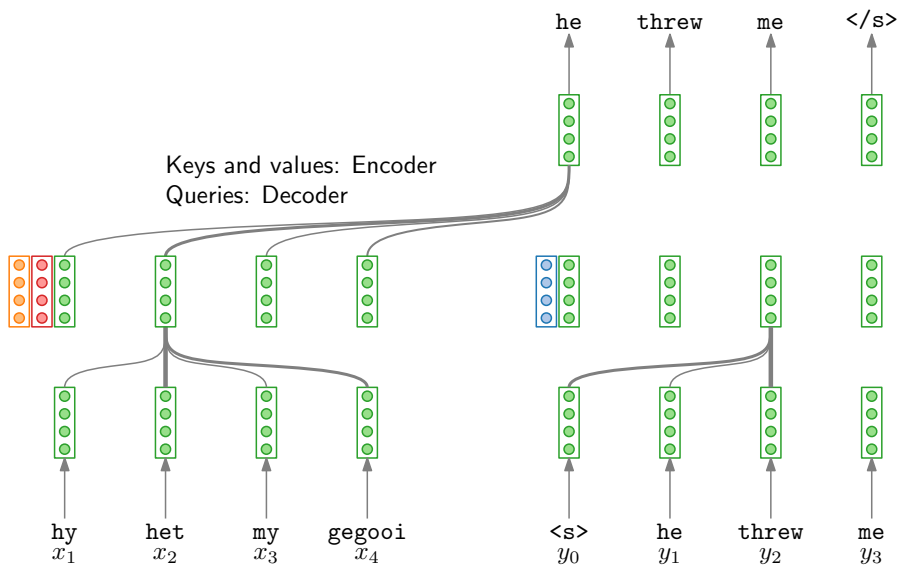 he threw me </s>
Keys and values: Encoder
Queries: Decoder
hy het my gegooi <s> he threw me
x₁ x₂ x₃ x₄ y₀ y₁ y₂ y₃